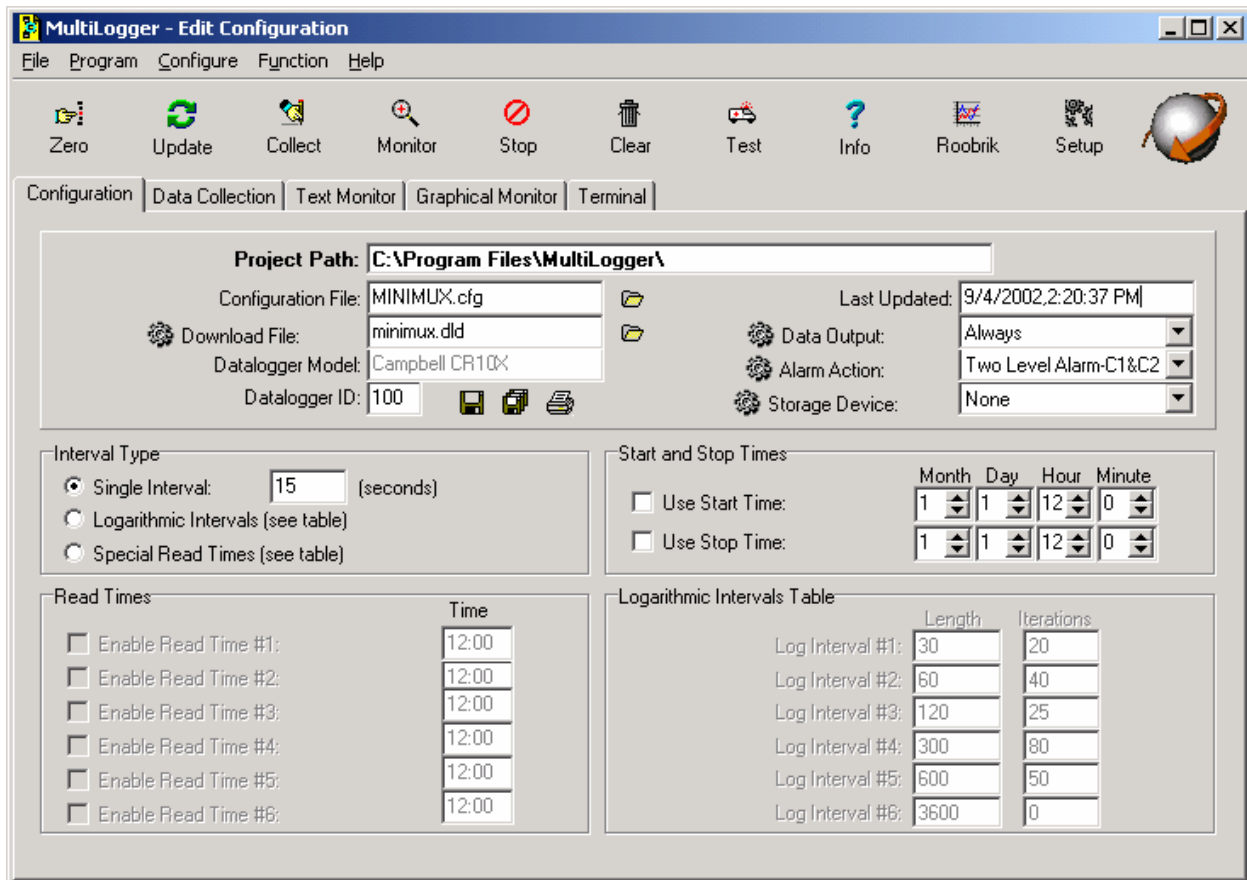 MultiLogger - Edit Configuration
File Program Configure Function Help
Zero Update Collect Monitor Stop Clear Test Info Roobrik Setup
Configuration Data Collection Text Monitor Graphical Monitor Terminal
Project Path: C:\Program Files\MultiLogger\
Configuration File: MINIMUX.cfg Last Updated: 9/4/2002,2:20:37 PM
Download File: minimux.dld Data Output: Always
Datalogger Model: Campbell CR10X Alarm Action: Two Level Alarm-C1&C2
Datalogger ID: 100 Storage Device: None
Interval Type
Single Interval: 15 (seconds)
Logarithmic Intervals (see table)
Special Read Times (see table)
Start and Stop Times
Month Day Hour Minute
Use Start Time: 1 1 12 0
Use Stop Time: 1 1 12 0
Read Times
Time
Enable Read Time #1: 12:00
Enable Read Time #2: 12:00
Enable Read Time #3: 12:00
Enable Read Time #4: 12:00
Enable Read Time #5: 12:00
Enable Read Time #6: 12:00
Logarithmic Intervals Table
Length Iterations
Log Interval #1: 30 20
Log Interval #2: 60 40
Log Interval #3: 120 25
Log Interval #4: 300 80
Log Interval #5: 600 50
Log Interval #6: 3600 0